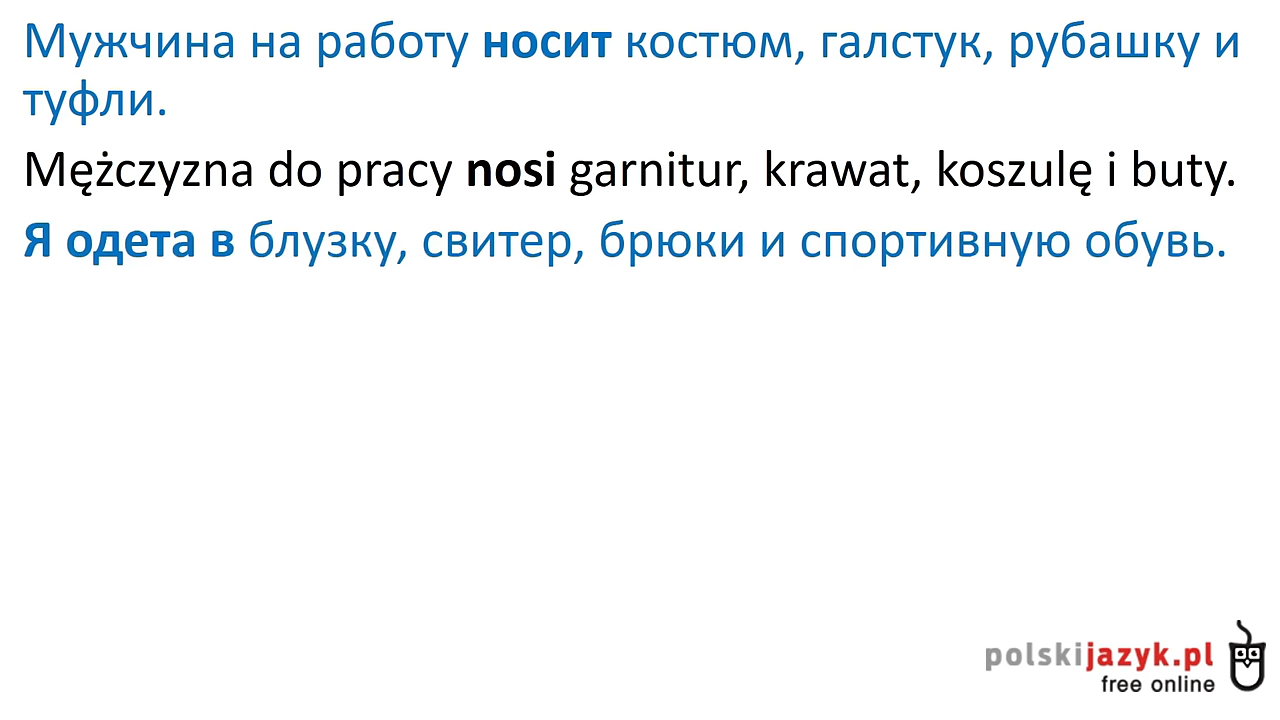 Мужчина на работу носит костюм, галстук, рубашку и
туфли.
Mężczyzna do pracy nosi garnitur, krawat, koszulę i buty.
Я одета в блузку, свитер, брюки и спортивную обувь.
polskijazyk.pl
free online